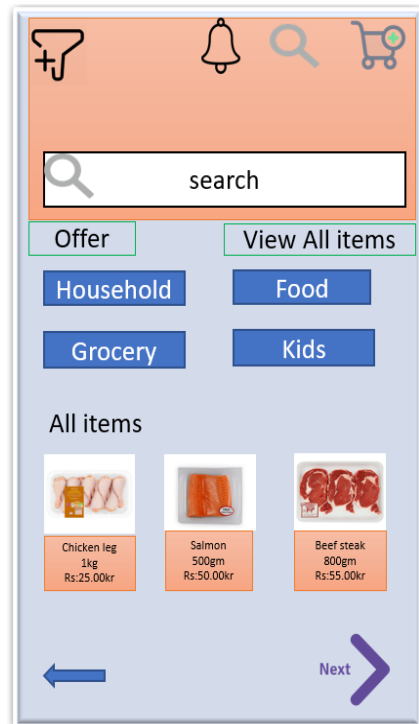 search
Offer
View All items
Household
Food
Grocery
Kids
All items
Chicken leg
1kg
Rs:25.00kr
Salmon
500gm
Rs:50.00kr
Beef steak
800gm
Rs:55.00kr
Next